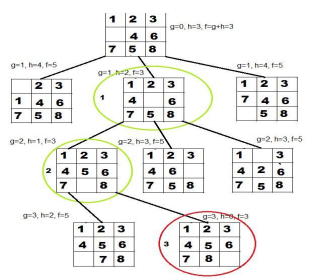 1 2 3
4 6
7 5 8
g=0, h=3, f=g+h=3
g=1, h=4, f=5
g=1, h=2, f=3
g=1, h=4, f=5
2 3
1 4 6
7 5 8
1
1 2 3
4 6
7 5 8
1 2 3
7 4 6
5 8
g=2, h=1, f=3
g=2, h=3, f=5
g=2, h=3, f=5
2
1 2 3
4 5 6
7 8
1 2 3
4 6
7 5 8
1 3
4 2 6
7 5 8
g=3, h=2, f=5
g=3, h=0, f=3
1 2 3
4 5
7 8
3
1 2 3
4 5 6
7 8